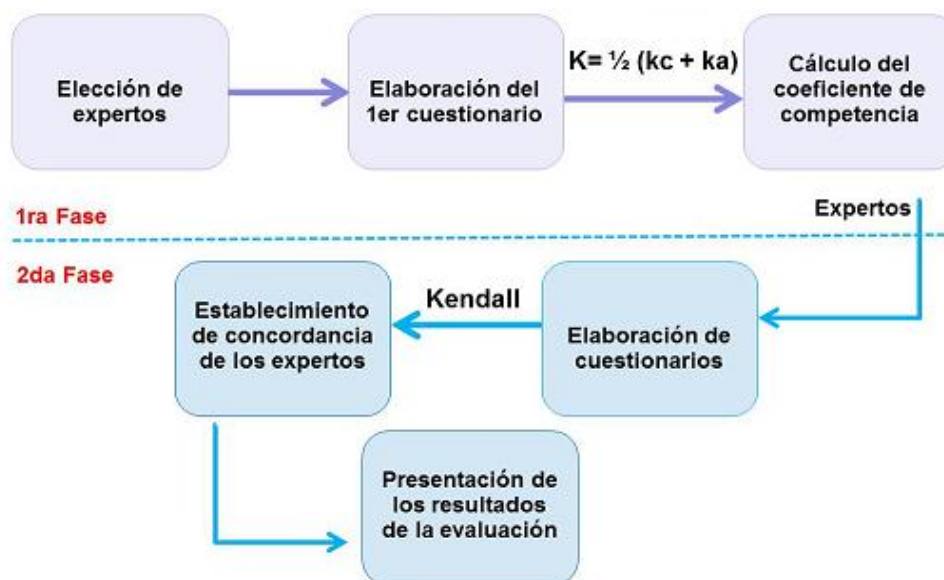 Elección de
expertos
Elaboración del
1er cuestionario
K= ½ (kc + ka)
Cálculo del
coeficiente de
competencia
1ra Fase
Expertos
2da Fase
Establecimiento
de concordancia
de los expertos
Kendall
Elaboración de
cuestionarios
Presentación de
los resultados
de la evaluación